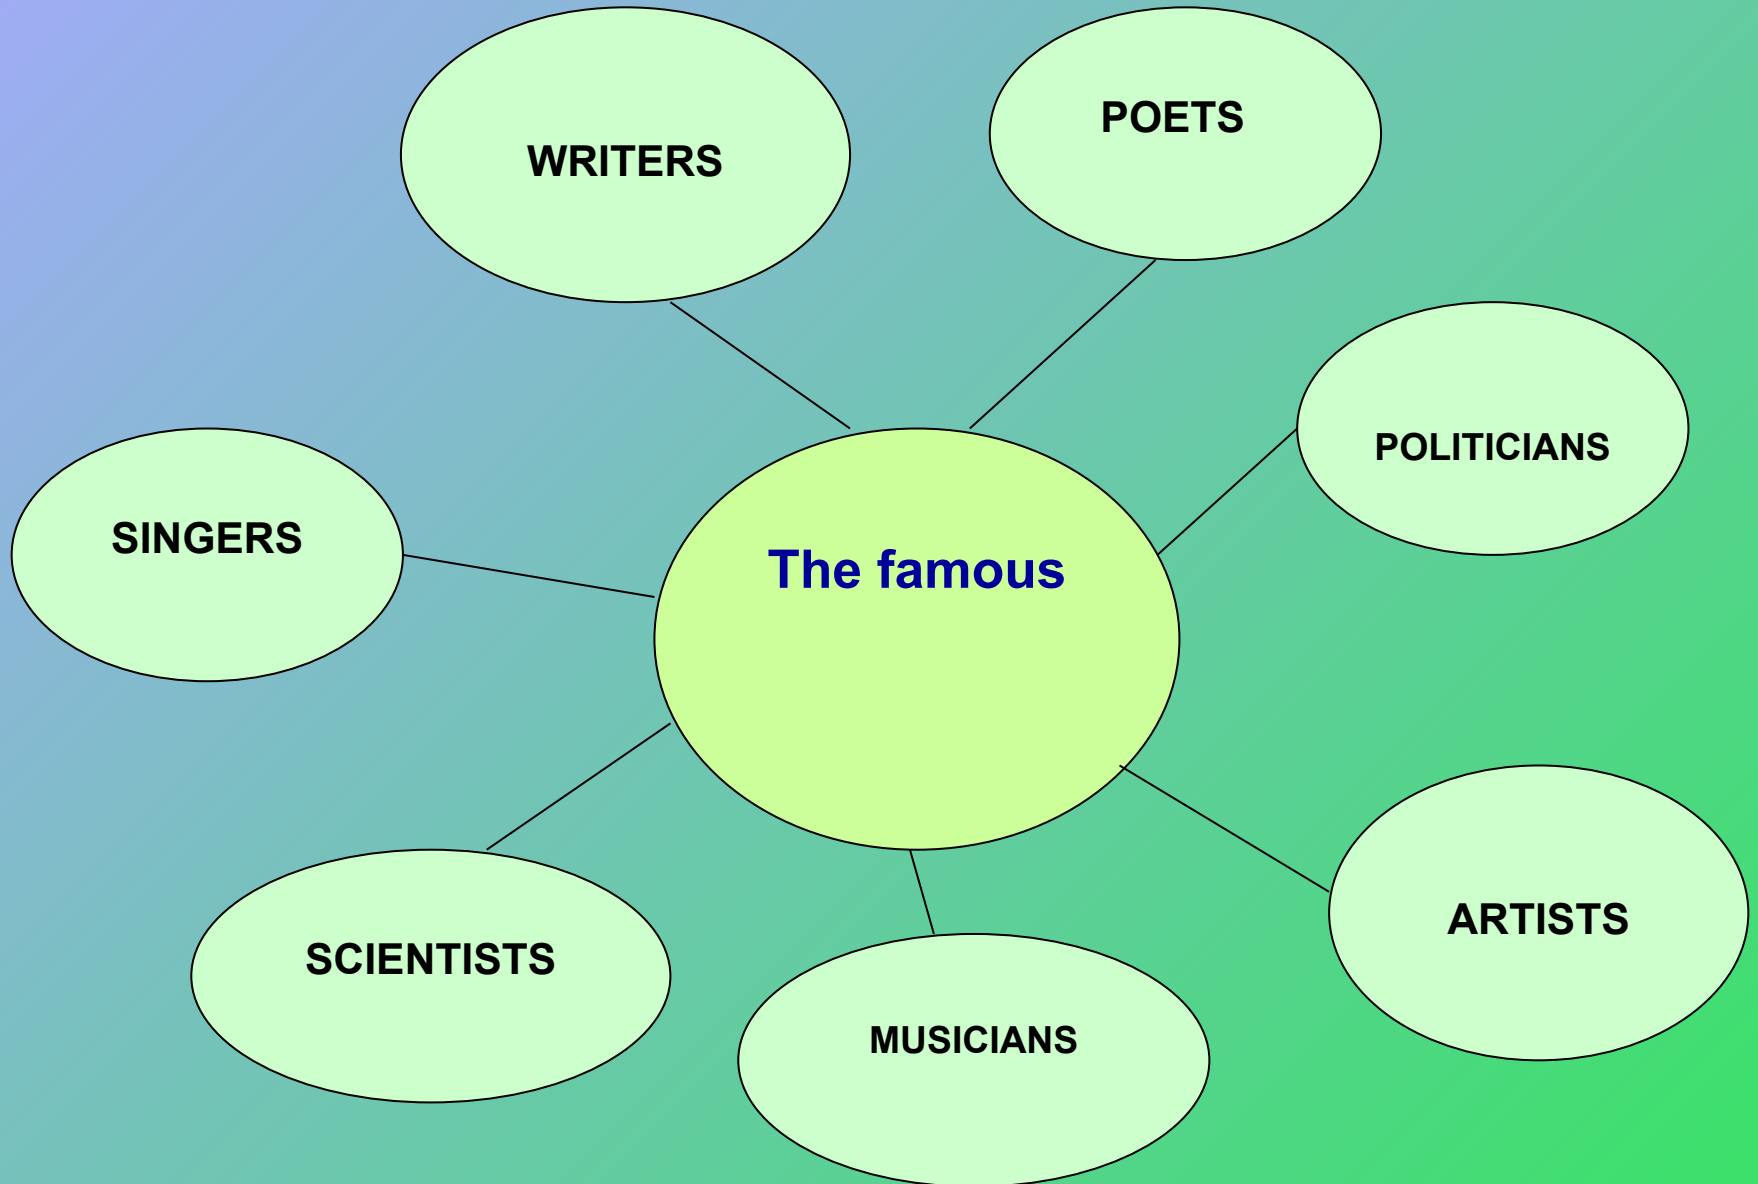 WRITERS
POETS
POLITICIANS
SINGERS
The famous
SCIENTISTS
ARTISTS
MUSICIANS